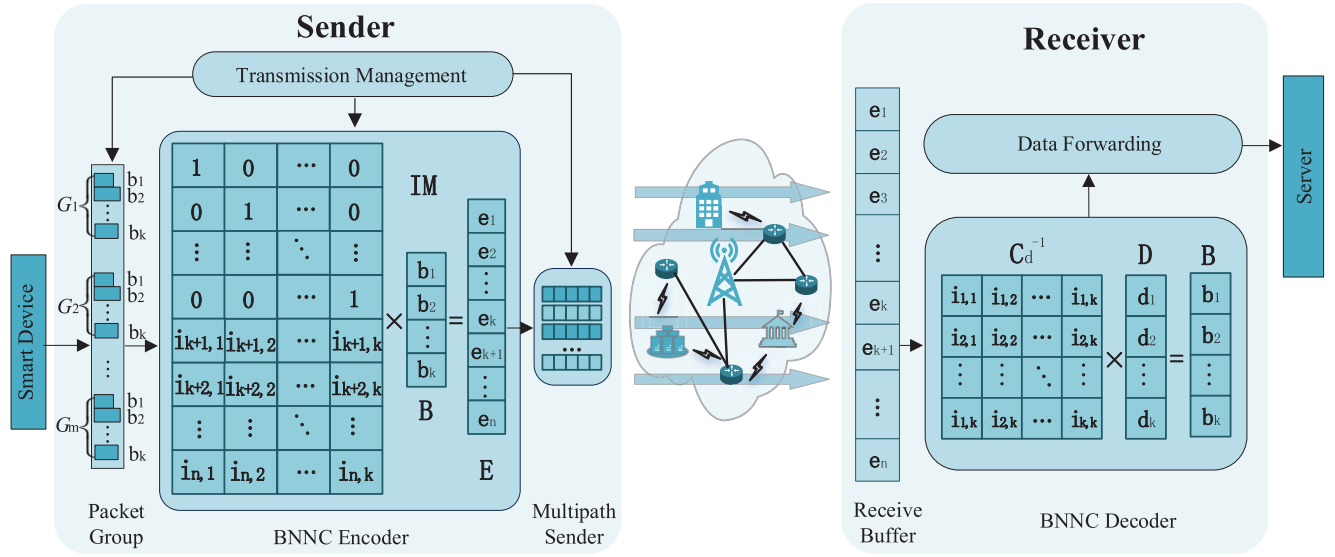 Sender
Transmission Management
Smart Device
G1
b1
b2
⋮
bk
G2
b1
b2
⋮
bk
⋮
Gm
b1
b2
⋮
bk
Packet
Group
1 0 ⋯ 0
0 1 ⋯ 0
⋮ ⋮ ⋱ ⋮
0 0 ⋯ 1
ik+1,1 ik+1,2 ⋯ ik+1,k
ik+2,1 ik+2,2 ⋯ ik+2,k
⋮ ⋮ ⋱ ⋮
in,1 in,2 ⋯ in,k
IM
×
b1
b2
⋮
bk
B
=
e1
e2
⋮
ek
ek+1
⋮
en
E
BNNC Encoder
...
Multipath
Sender
Receiver
e1
e2
e3
⋮
ek
ek+1
⋮
en
Receive
Buffer
Data Forwarding
Server
Cd-1 D B
i1,1 i1,2 ⋯ i1,k
i2,1 i2,2 ⋯ i2,k
⋮ ⋮ ⋱ ⋮
i1,k i2,k ⋯ ik,k
×
d1
d2
⋮
dk
=
b1
b2
⋮
bk
BNNC Decoder